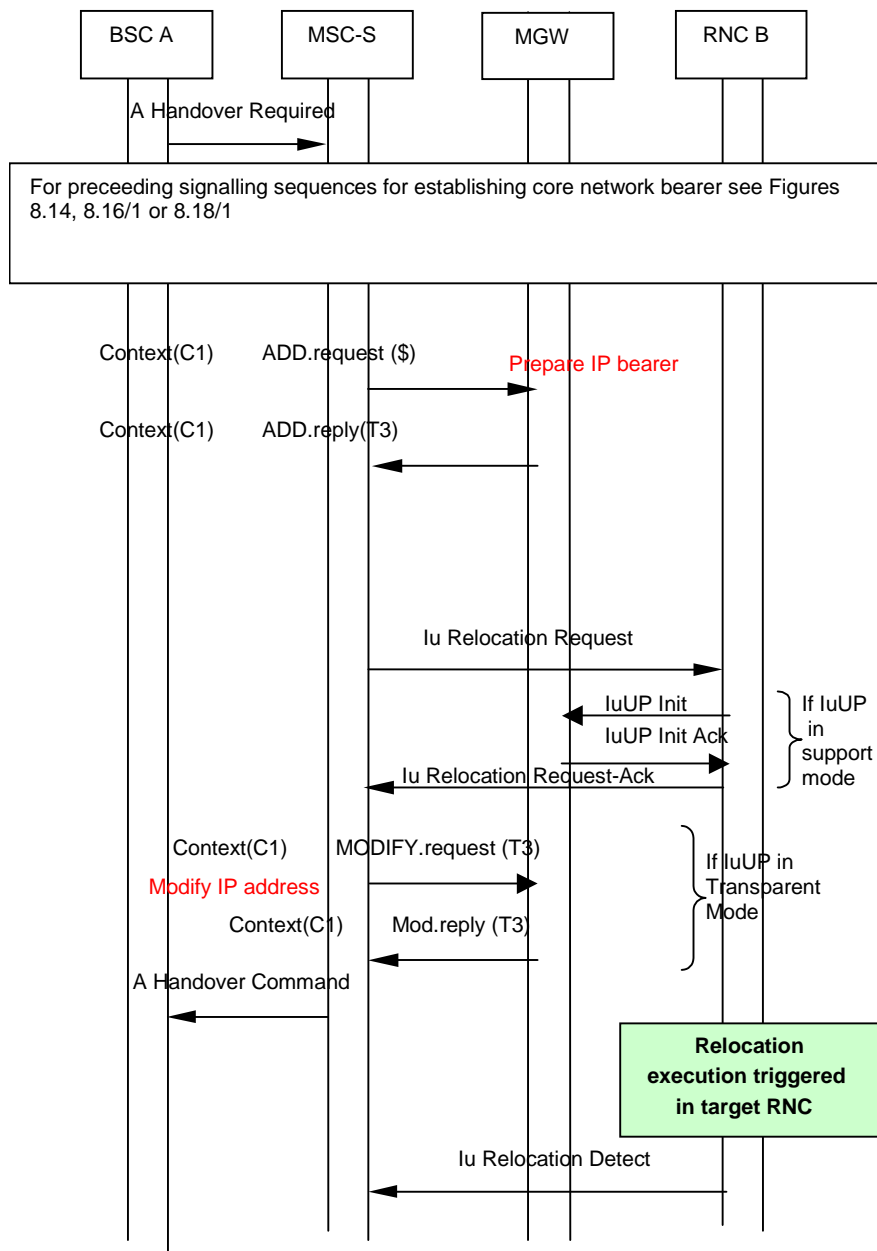 BSC A
MSC-S
MGW
RNC B
A Handover Required
For preceeding signalling sequences for establishing core network bearer see Figures
8.14, 8.16/1 or 8.18/1
Context(C1) ADD.request ($)
Prepare IP bearer
Context(C1) ADD.reply(T3)
Iu Relocation Request
IuUP Init
IuUP Init Ack
If IuUP
in
support
mode
Iu Relocation Request-Ack
Context(C1) MODIFY.request (T3)
Modify IP address
If IuUP in
Transparent
Mode
Context(C1) Mod.reply (T3)
A Handover Command
Relocation
execution triggered
in target RNC
Iu Relocation Detect